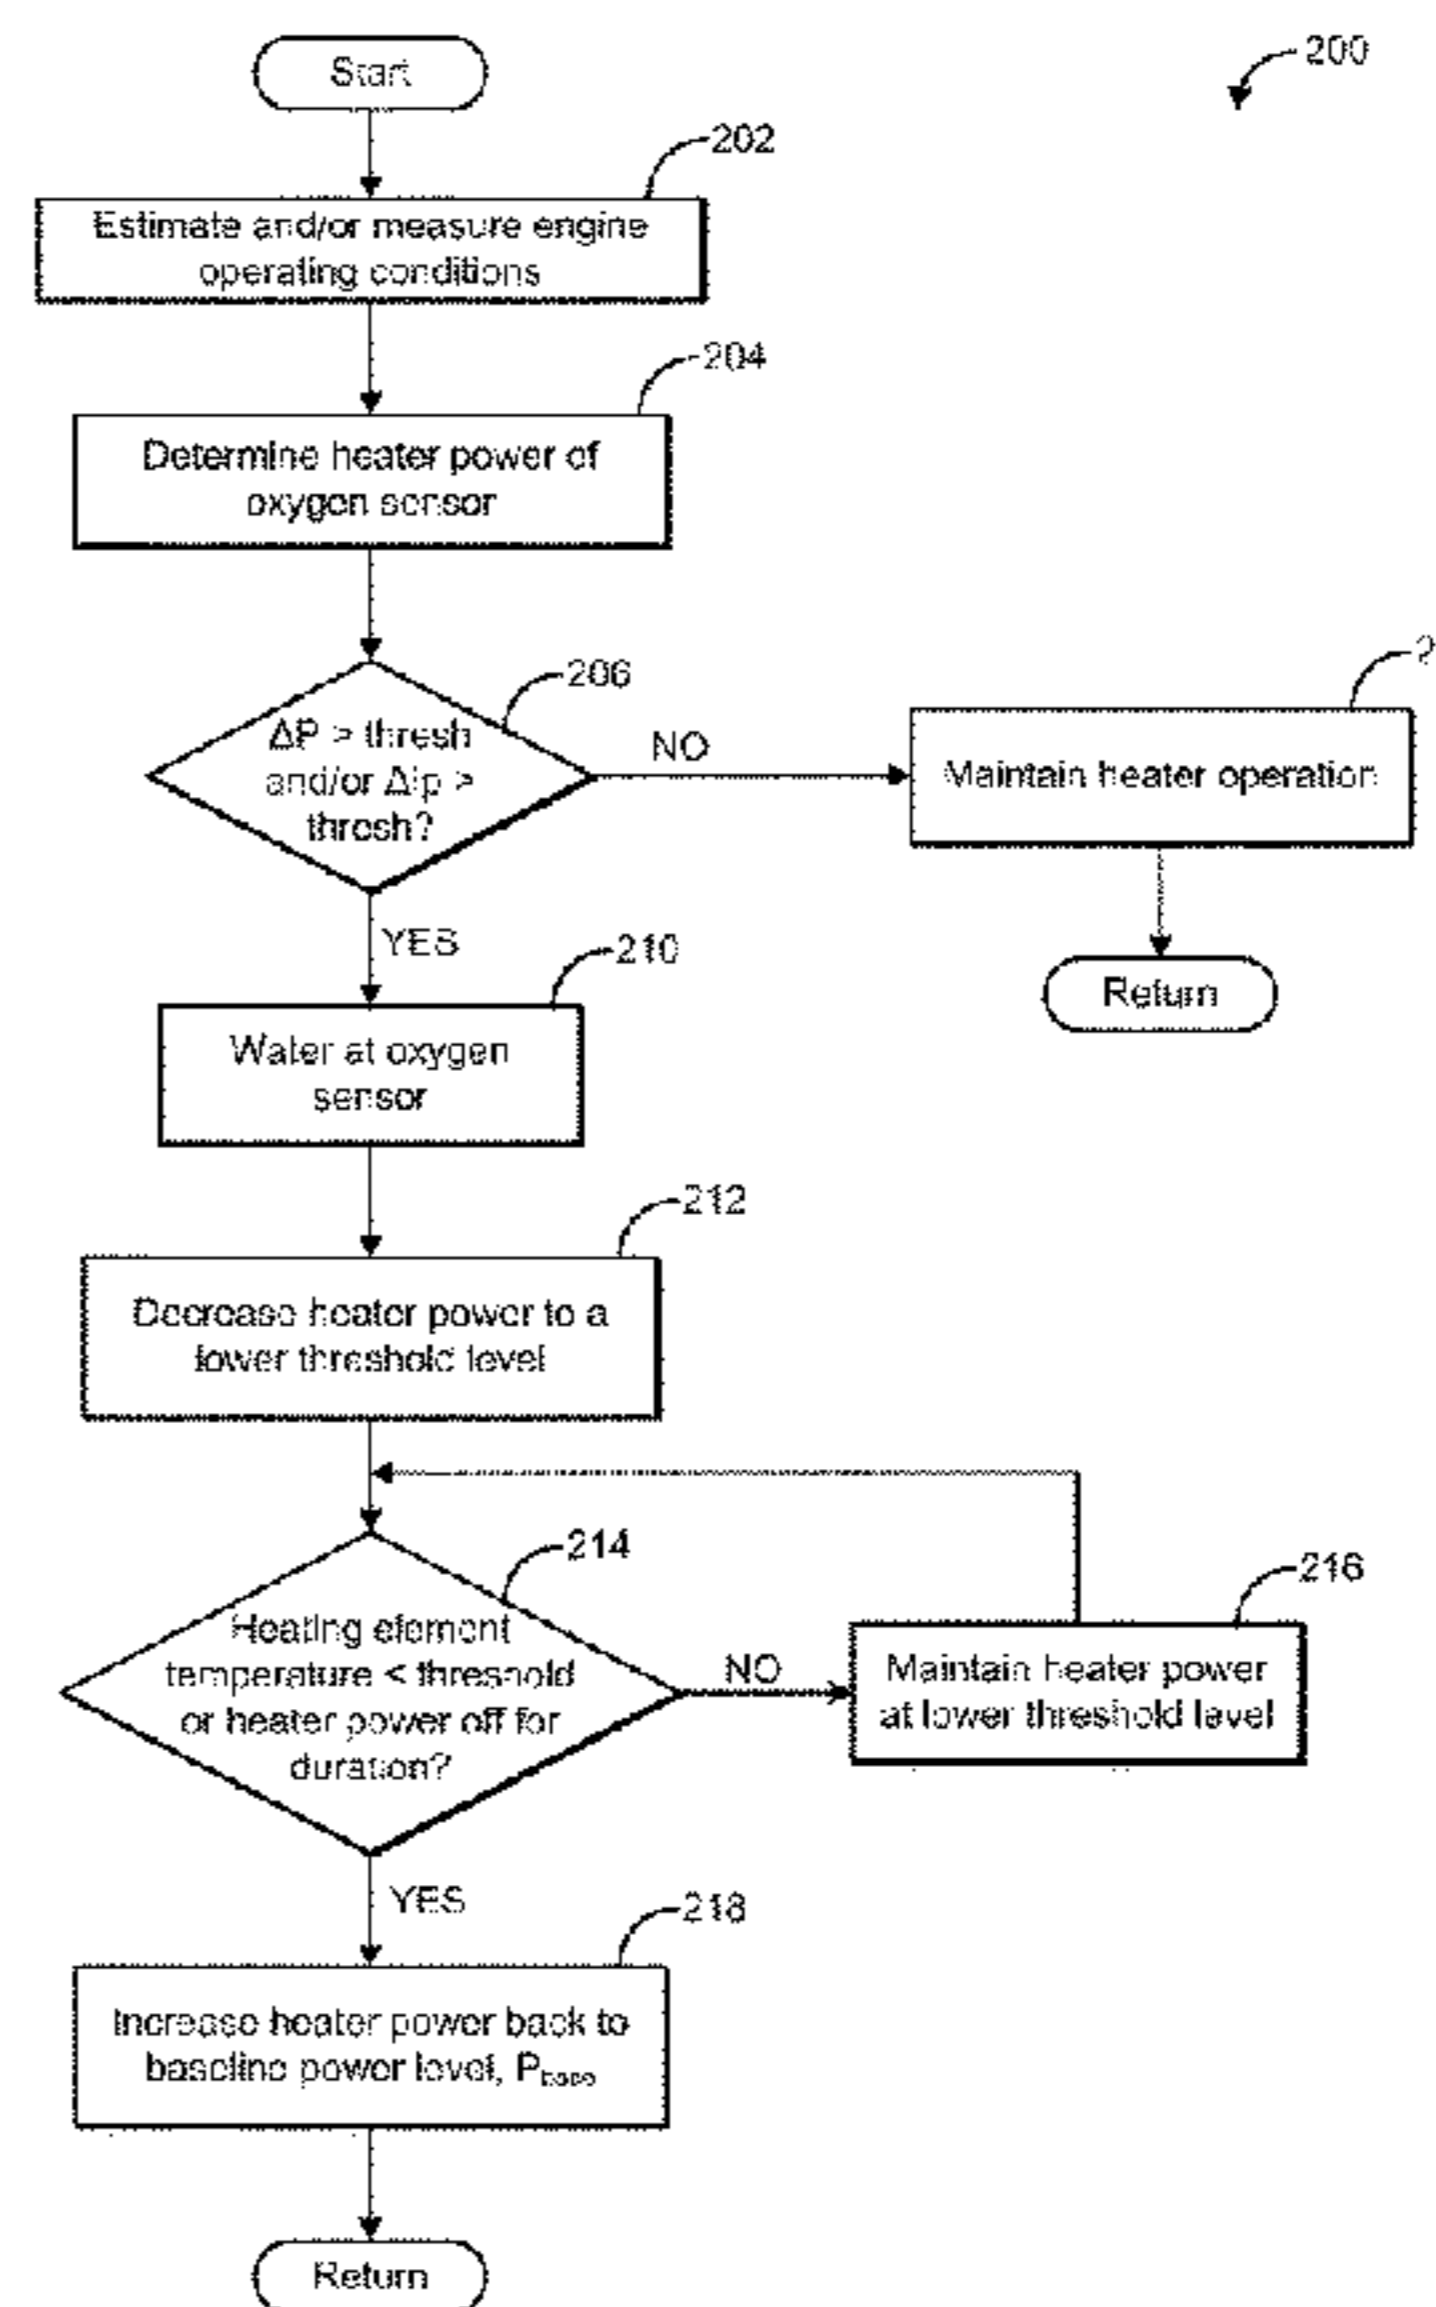 Start
200
202
Estimate and/or measure engine
operating conditions
204
Determine heater power of
oxygen sensor
206
ΔP > thresh
and/or ΔIp >
thresh?
NO
2
Maintain heater operation
Return
YES
210
Water at oxygen
sensor
212
Decrease heater power to a
lower threshold level
214
Heating element
temperature < threshold
or heater power off for
duration?
NO
216
Maintain heater power
at lower threshold level
YES
218
Increase heater power back to
baseline power level, Pbase
Return